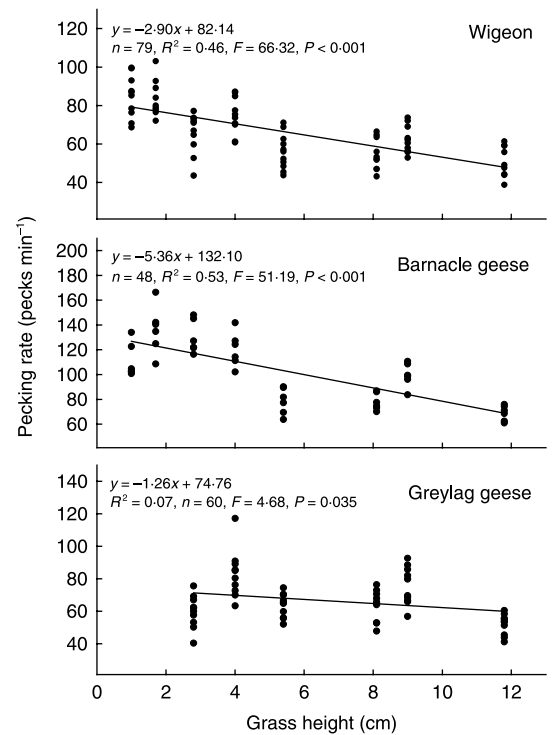 y = −2·90x + 82·14
n = 79, R² = 0·46, F = 66·32, P < 0·001
Wigeon
120
100
80
60
40
y = −5·36x + 132·10
n = 48, R² = 0·53, F = 51·19, P < 0·001
Barnacle geese
200
180
160
140
120
100
80
60
Pecking rate (pecks min⁻¹)
y = −1·26x + 74·76
R² = 0·07, n = 60, F = 4·68, P = 0·035
Greylag geese
140
120
100
80
60
40
0 2 4 6 8 10 12
Grass height (cm)